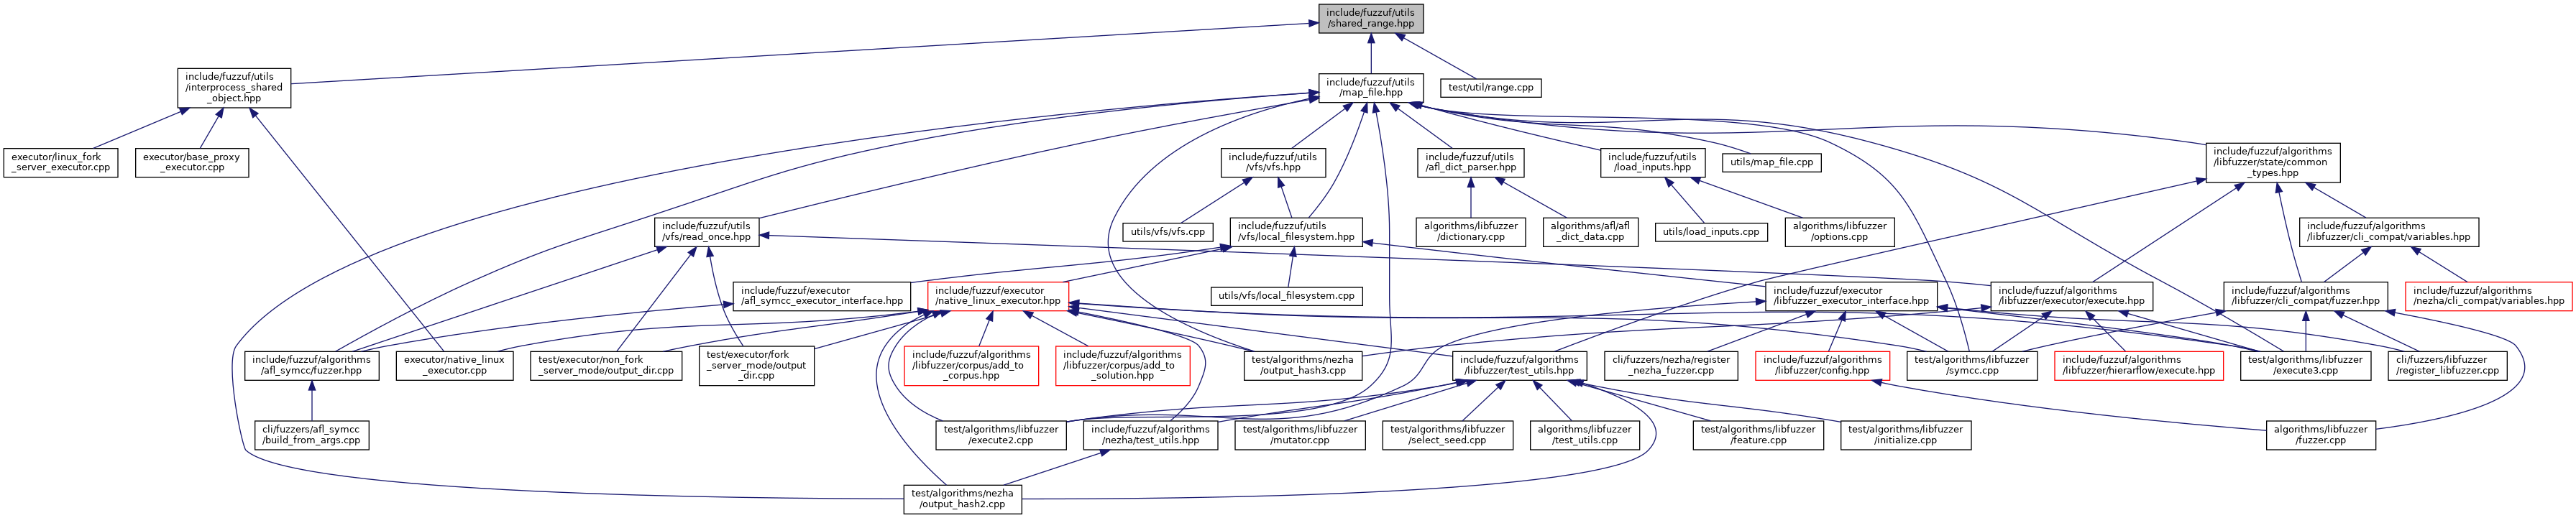 include/fuzzuf/utils
/shared_range.hpp
include/fuzzuf/utils
/interprocess_shared
_object.hpp
include/fuzzuf/utils
/map_file.hpp
test/util/range.cpp
executor/linux_fork
_server_executor.cpp
executor/base_proxy
_executor.cpp
include/fuzzuf/utils
/vfs/vfs.hpp
include/fuzzuf/utils
/afl_dict_parser.hpp
include/fuzzuf/utils
/load_inputs.hpp
utils/map_file.cpp
include/fuzzuf/algorithms
/libfuzzer/state/common
_types.hpp
include/fuzzuf/utils
/vfs/read_once.hpp
utils/vfs/vfs.cpp
include/fuzzuf/utils
/vfs/local_filesystem.hpp
algorithms/libfuzzer
/dictionary.cpp
algorithms/afl/afl
_dict_data.cpp
utils/load_inputs.cpp
algorithms/libfuzzer
/options.cpp
include/fuzzuf/algorithms
/libfuzzer/cli_compat/variables.hpp
include/fuzzuf/executor
/afl_symcc_executor_interface.hpp
include/fuzzuf/executor
/native_linux_executor.hpp
utils/vfs/local_filesystem.cpp
include/fuzzuf/executor
/libfuzzer_executor_interface.hpp
include/fuzzuf/algorithms
/libfuzzer/executor/execute.hpp
include/fuzzuf/algorithms
/libfuzzer/cli_compat/fuzzer.hpp
include/fuzzuf/algorithms
/nezha/cli_compat/variables.hpp
include/fuzzuf/algorithms
/afl_symcc/fuzzer.hpp
executor/native_linux
_executor.cpp
test/executor/non_fork
_server_mode/output_dir.cpp
test/executor/fork
_server_mode/output
_dir.cpp
include/fuzzuf/algorithms
/libfuzzer/corpus/add_to
_corpus.hpp
include/fuzzuf/algorithms
/libfuzzer/corpus/add_to
_solution.hpp
test/algorithms/nezha
/output_hash3.cpp
include/fuzzuf/algorithms
/libfuzzer/test_utils.hpp
cli/fuzzers/nezha/register
_nezha_fuzzer.cpp
include/fuzzuf/algorithms
/libfuzzer/config.hpp
test/algorithms/libfuzzer
/symcc.cpp
include/fuzzuf/algorithms
/libfuzzer/hierarflow/execute.hpp
test/algorithms/libfuzzer
/execute3.cpp
cli/fuzzers/libfuzzer
/register_libfuzzer.cpp
cli/fuzzers/afl_symcc
/build_from_args.cpp
test/algorithms/libfuzzer
/execute2.cpp
include/fuzzuf/algorithms
/nezha/test_utils.hpp
test/algorithms/libfuzzer
/mutator.cpp
test/algorithms/libfuzzer
/select_seed.cpp
algorithms/libfuzzer
/test_utils.cpp
test/algorithms/libfuzzer
/feature.cpp
test/algorithms/libfuzzer
/initialize.cpp
algorithms/libfuzzer
/fuzzer.cpp
test/algorithms/nezha
/output_hash2.cpp